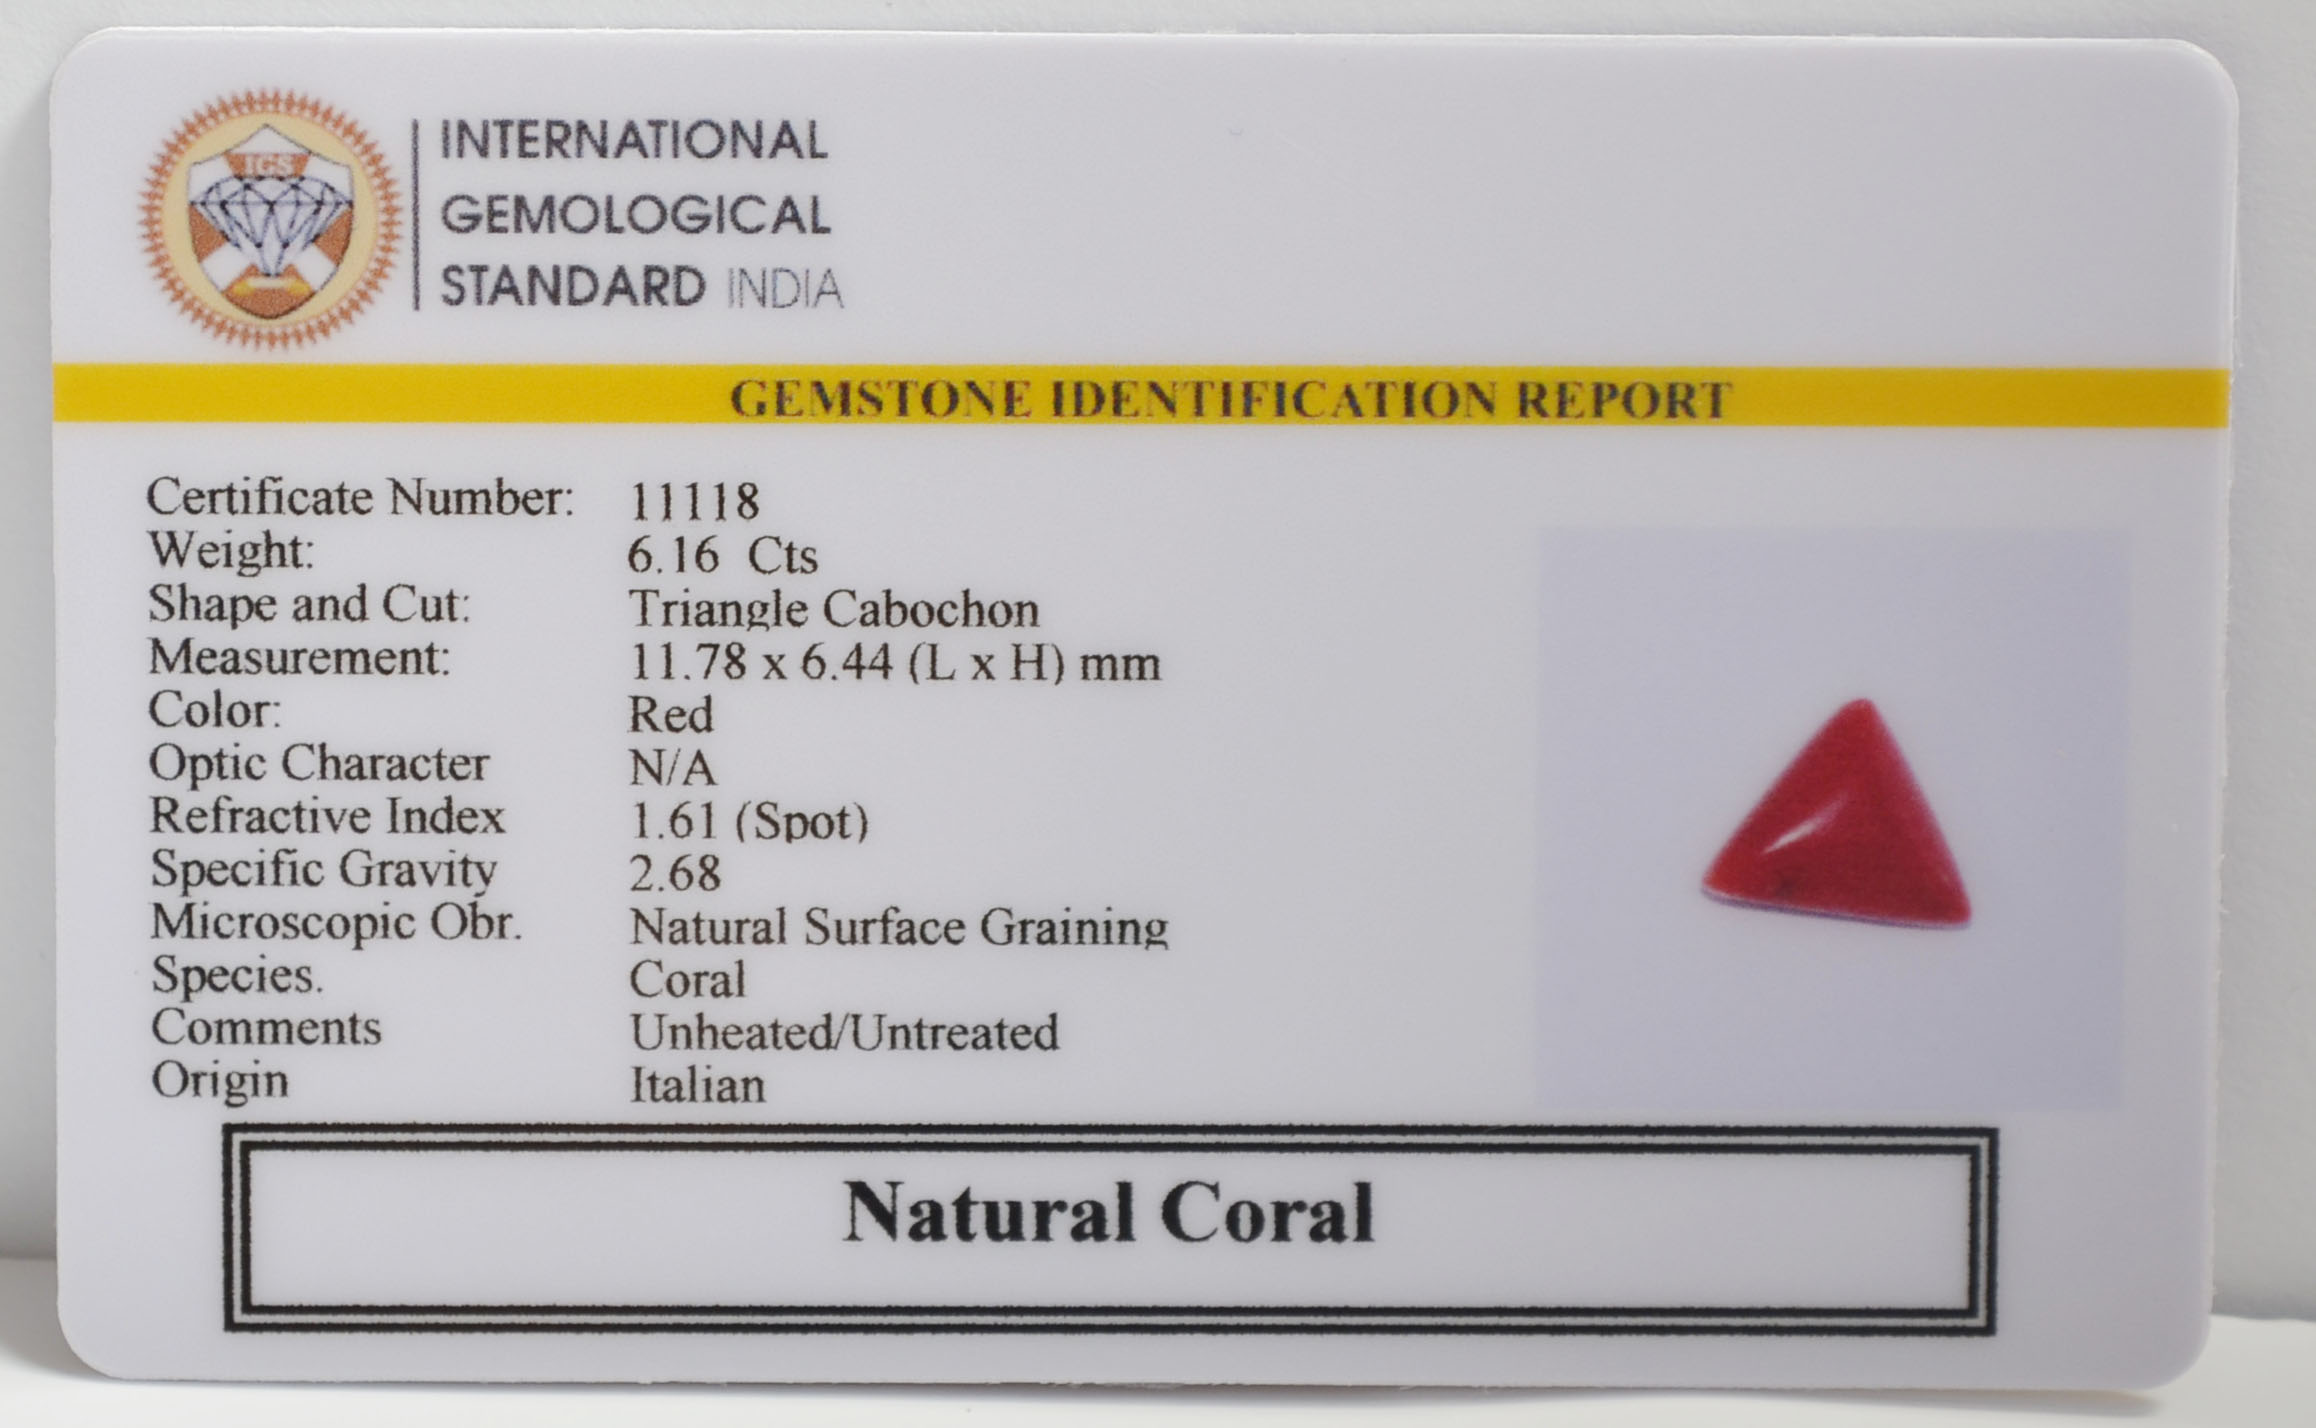 IGS
INTERNATIONAL
GEMOLOGICAL
STANDARD INDIA
GEMSTONE IDENTIFICATION REPORT
Certificate Number: 11118
Weight: 6.16 Cts
Shape and Cut: Triangle Cabochon
Measurement: 11.78 x 6.44 (L x H) mm
Color: Red
Optic Character N/A
Refractive Index 1.61 (Spot)
Specific Gravity 2.68
Microscopic Obr. Natural Surface Graining
Species. Coral
Comments Unheated/Untreated
Origin Italian
Natural Coral